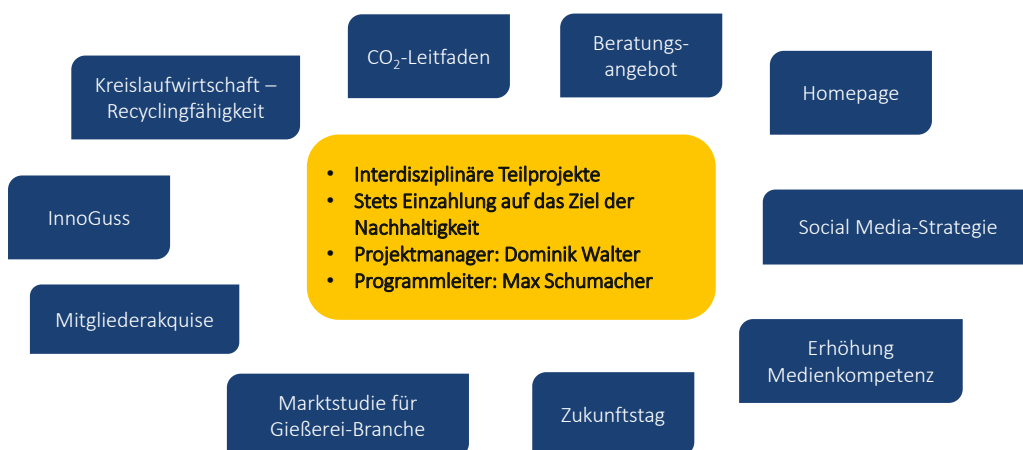 CO₂-Leitfaden
Beratungs-
angebot
Kreislaufwirtschaft –
Recyclingfähigkeit
Homepage
• Interdisziplinäre Teilprojekte
• Stets Einzahlung auf das Ziel der
Nachhaltigkeit
• Projektmanager: Dominik Walter
• Programmleiter: Max Schumacher
InnoGuss
Social Media-Strategie
Mitgliederakquise
Erhöhung
Medienkompetenz
Marktstudie für
Gießerei-Branche
Zukunftstag